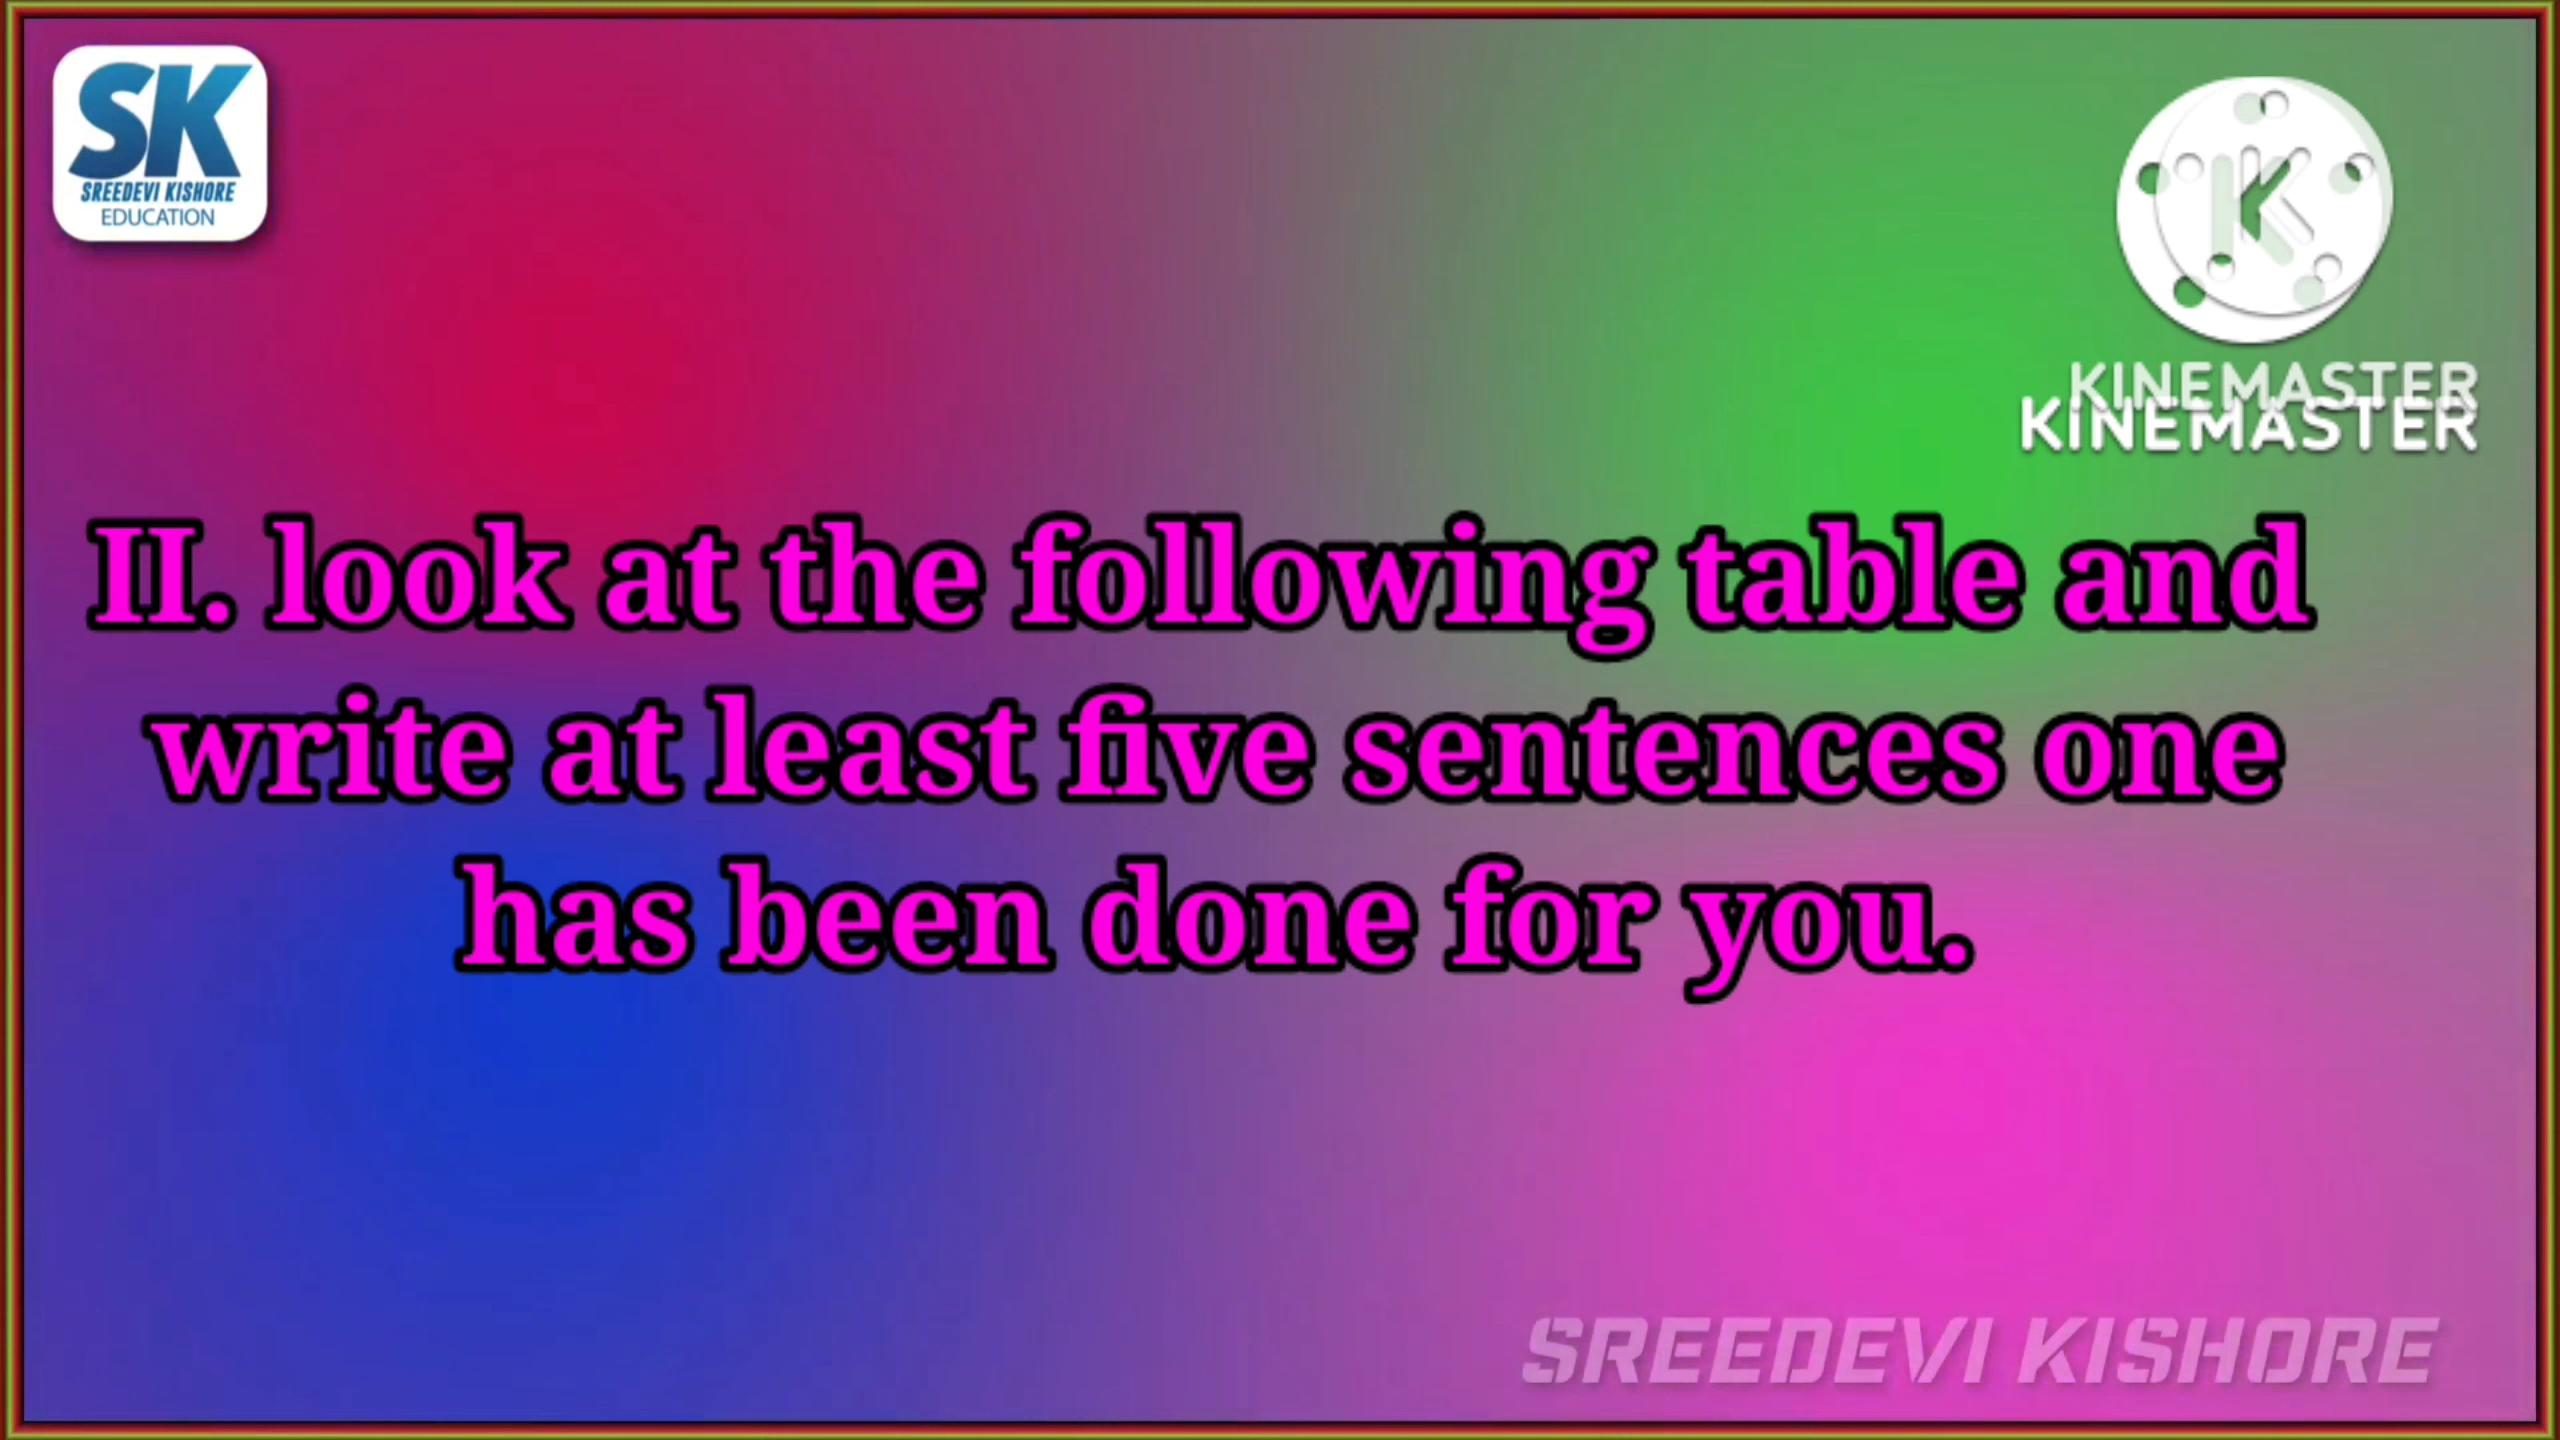 SK
SREEDEVI KISHORE
EDUCATION
K
KINEMASTER
KINEMASTER
II. look at the following table and
write at least five sentences one
has been done for you.
SREEDEVI KISHORE